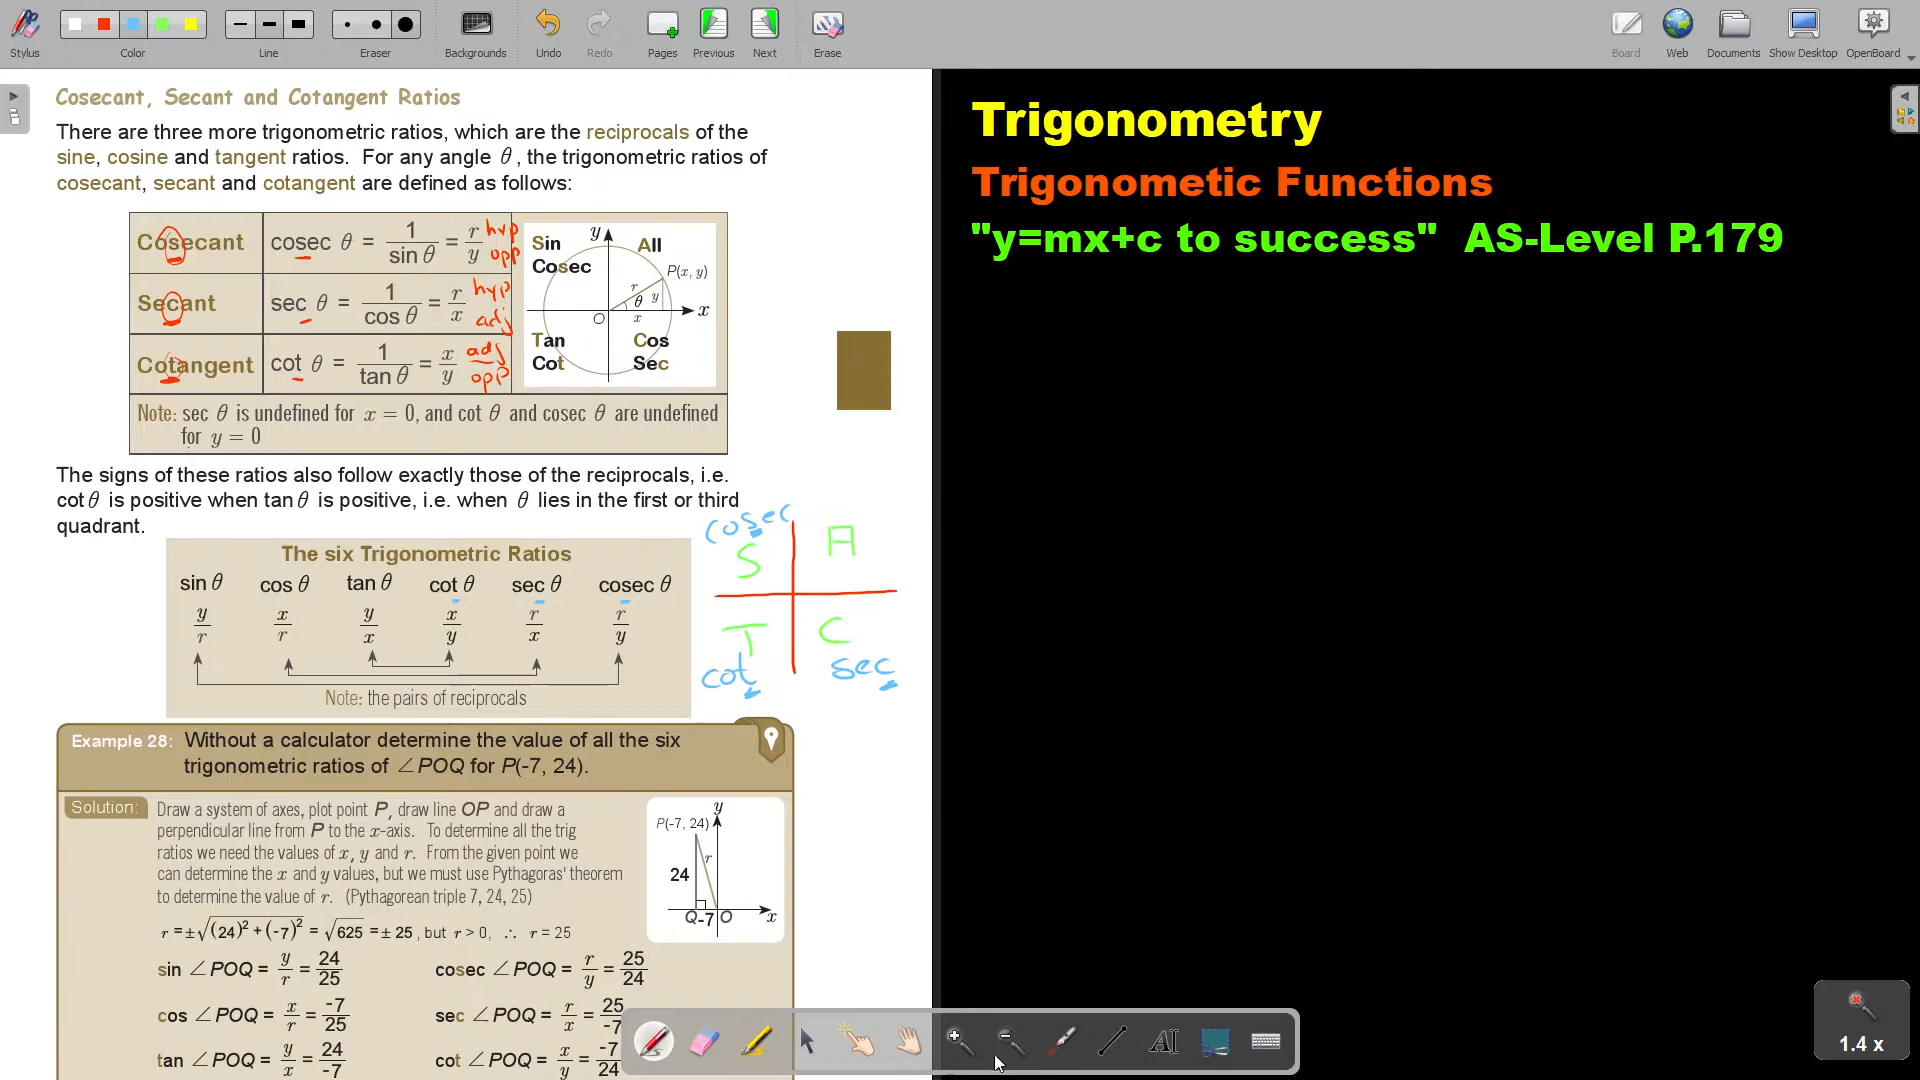 Stylus
Color
Line
Eraser
Backgrounds
Undo
Redo
Pages
Previous
Next
Erase
Board
Web
Documents
Show Desktop
OpenBoard
Cosecant, Secant and Cotangent Ratios
There are three more trigonometric ratios, which are the reciprocals of the
sine, cosine and tangent ratios. For any angle θ, the trigonometric ratios of
cosecant, secant and cotangent are defined as follows:
Cosecant cosec θ = 1/sin θ = r/y hyp opp
Secant sec θ = 1/cos θ = r/x hyp adj
Cotangent cot θ = 1/tan θ = x/y adj/opp
Sin y All
Cosec P(x, y)
r θ y
O x x
Tan Cos
Cot Sec
Note: sec θ is undefined for x = 0, and cot θ and cosec θ are undefined
for y = 0
The signs of these ratios also follow exactly those of the reciprocals, i.e.
cot θ is positive when tan θ is positive, i.e. when θ lies in the first or third
quadrant.
cosec
S A
T C
cot sec
The six Trigonometric Ratios
sin θ cos θ tan θ cot θ sec θ cosec θ
y/r x/r y/x x/y r/x r/y
Note: the pairs of reciprocals
Example 28: Without a calculator determine the value of all the six
trigonometric ratios of ∠POQ for P(-7, 24).
Solution: Draw a system of axes, plot point P, draw line OP and draw a
perpendicular line from P to the x-axis. To determine all the trig
ratios we need the values of x, y and r. From the given point we
can determine the x and y values, but we must use Pythagoras' theorem
to determine the value of r. (Pythagorean triple 7, 24, 25)
r = ±√((24)² + (-7)²) = √625 = ± 25 , but r > 0, ∴ r = 25
y
P(-7, 24)
r
24
Q -7 O x
sin ∠POQ = y/r = 24/25 cosec ∠POQ = r/y = 25/24
cos ∠POQ = x/r = -7/25 sec ∠POQ = r/x = 25/-7
tan ∠POQ = y/x = 24/-7 cot ∠POQ = x/y = -7/24
Trigonometry
Trigonometic Functions
"y=mx+c to success" AS-Level P.179
AI
1.4 x